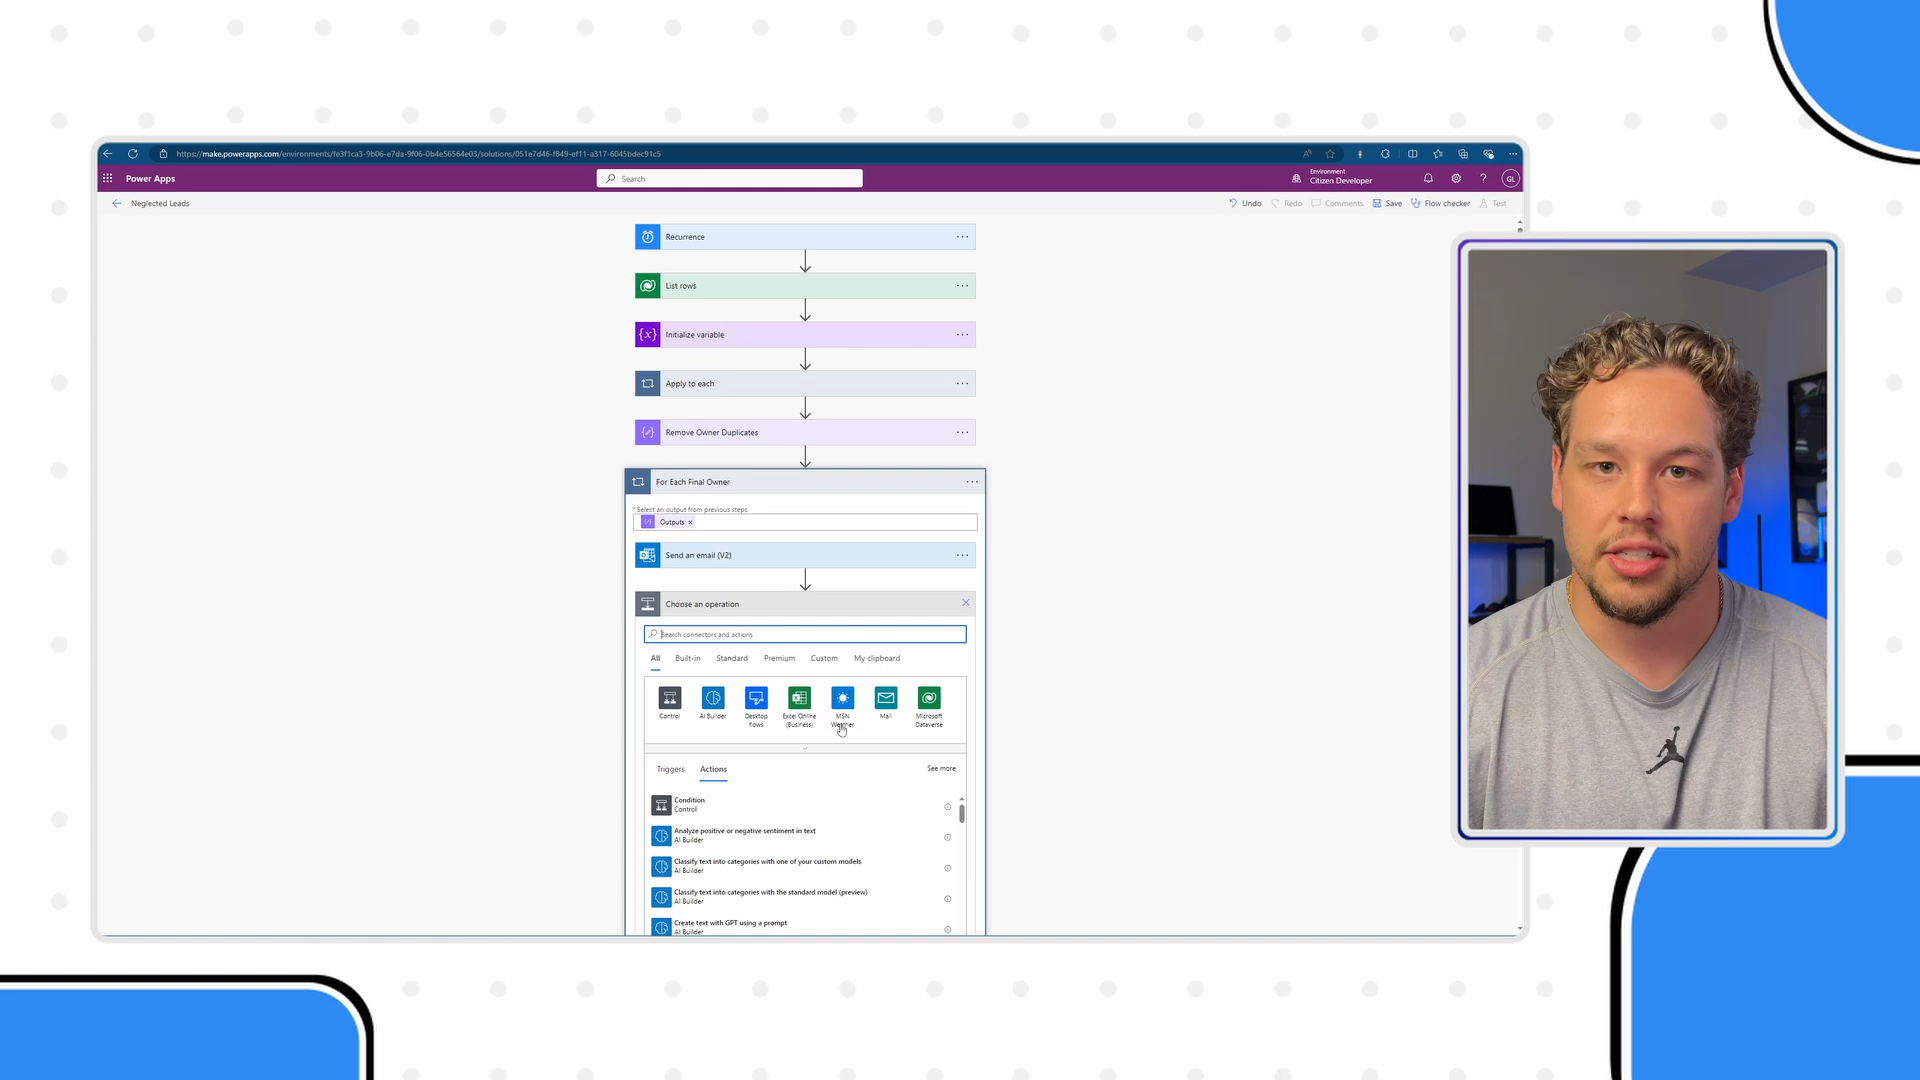 https://make.powerapps.com/environments/fe3f1ca3-9b06-e7da-9f06-0b4e56564e03/solutions/051e7d46-f849-ef11-a317-6045bdec91c5
Power Apps
Search
Environment
Citizen Developer
GL
Neglected Leads
Undo
Redo
Comments
Save
Flow checker
Test
Recurrence
List rows
Initialize variable
Apply to each
Remove Owner Duplicates
For Each Final Owner
* Select an output from previous steps
Outputs
Send an email (V2)
Choose an operation
Search connectors and actions
All
Built-in
Standard
Premium
Custom
My clipboard
Control
AI Builder
Desktop flows
Excel Online (Business)
MSN Weather
Mail
Microsoft Dataverse
Triggers
Actions
See more
Condition
Control
Analyze positive or negative sentiment in text
AI Builder
Classify text into categories with one of your custom models
AI Builder
Classify text into categories with the standard model (preview)
AI Builder
Create text with GPT using a prompt
AI Builder